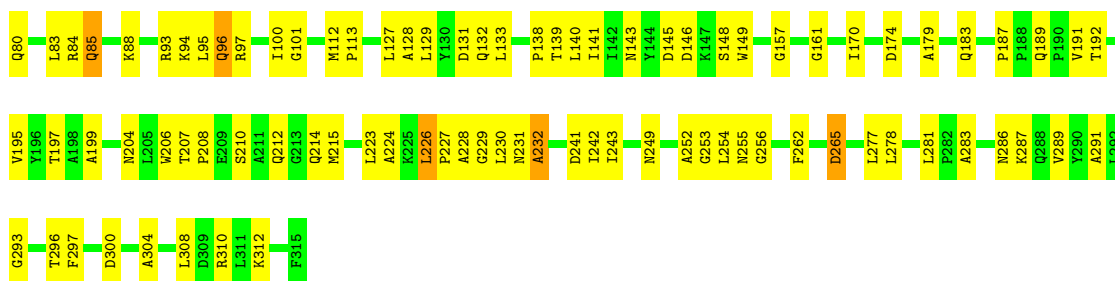 Q80 L83 R84 Q85 K88 R93 K94 L95 Q96 R97 I100 G101 M112 P113 L127 A128 L129 Y130 D131 Q132 L133 P138 T139 L140 I141 I142 N143 Y144 D145 D146 K147 S148 W149 G157 G161 I170 D174 A179 Q183 P187 P188 Q189 P190 V191 T192
V195 Y196 T197 A198 A199 N204 L205 W206 T207 P208 E209 S210 A211 Q212 G213 Q214 M215 L223 A224 K225 L226 P227 A228 G229 L230 N231 A232 D241 I242 I243 N249 A252 G253 L254 N255 G256 F262 D265 L277 L278 L281 P282 A283 N286 K287 Q288 V289 Y290 A291
G293 T296 F297 D300 A304 L308 D309 R310 L311 K312 F315